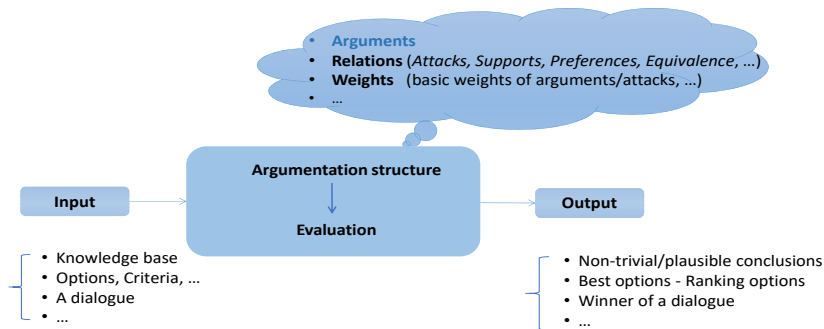 • Arguments
• Relations (Attacks, Supports, Preferences, Equivalence, …)
• Weights (basic weights of arguments/attacks, …)
• …
Argumentation structure
Evaluation
Input
Output
• Knowledge base
• Options, Criteria, …
• A dialogue
• …
• Non-trivial/plausible conclusions
• Best options - Ranking options
• Winner of a dialogue
• …